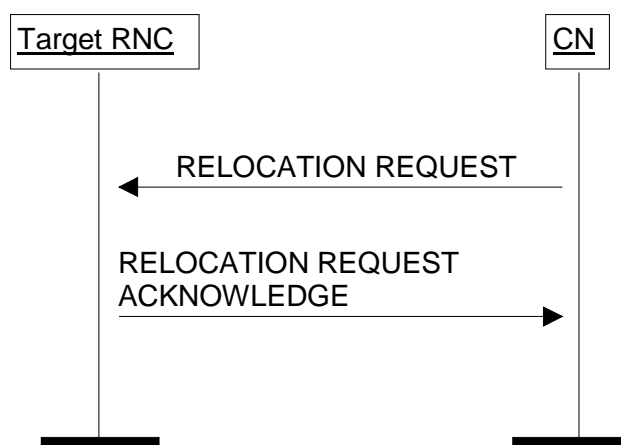 Target RNC
CN
RELOCATION REQUEST
RELOCATION REQUEST
ACKNOWLEDGE